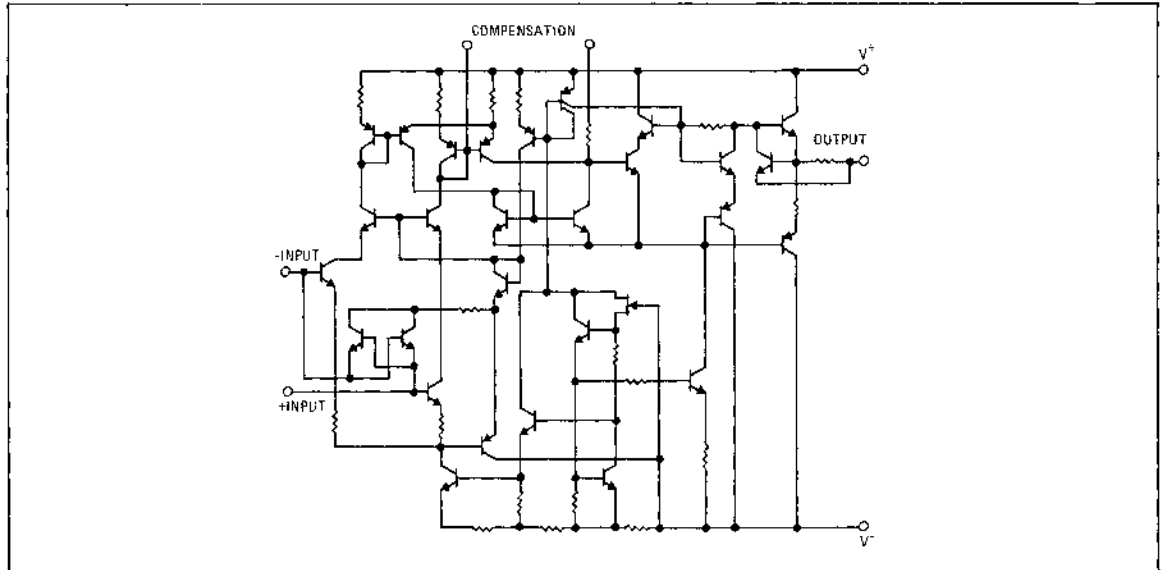 COMPENSATION
V+
OUTPUT
-INPUT
+INPUT
V-